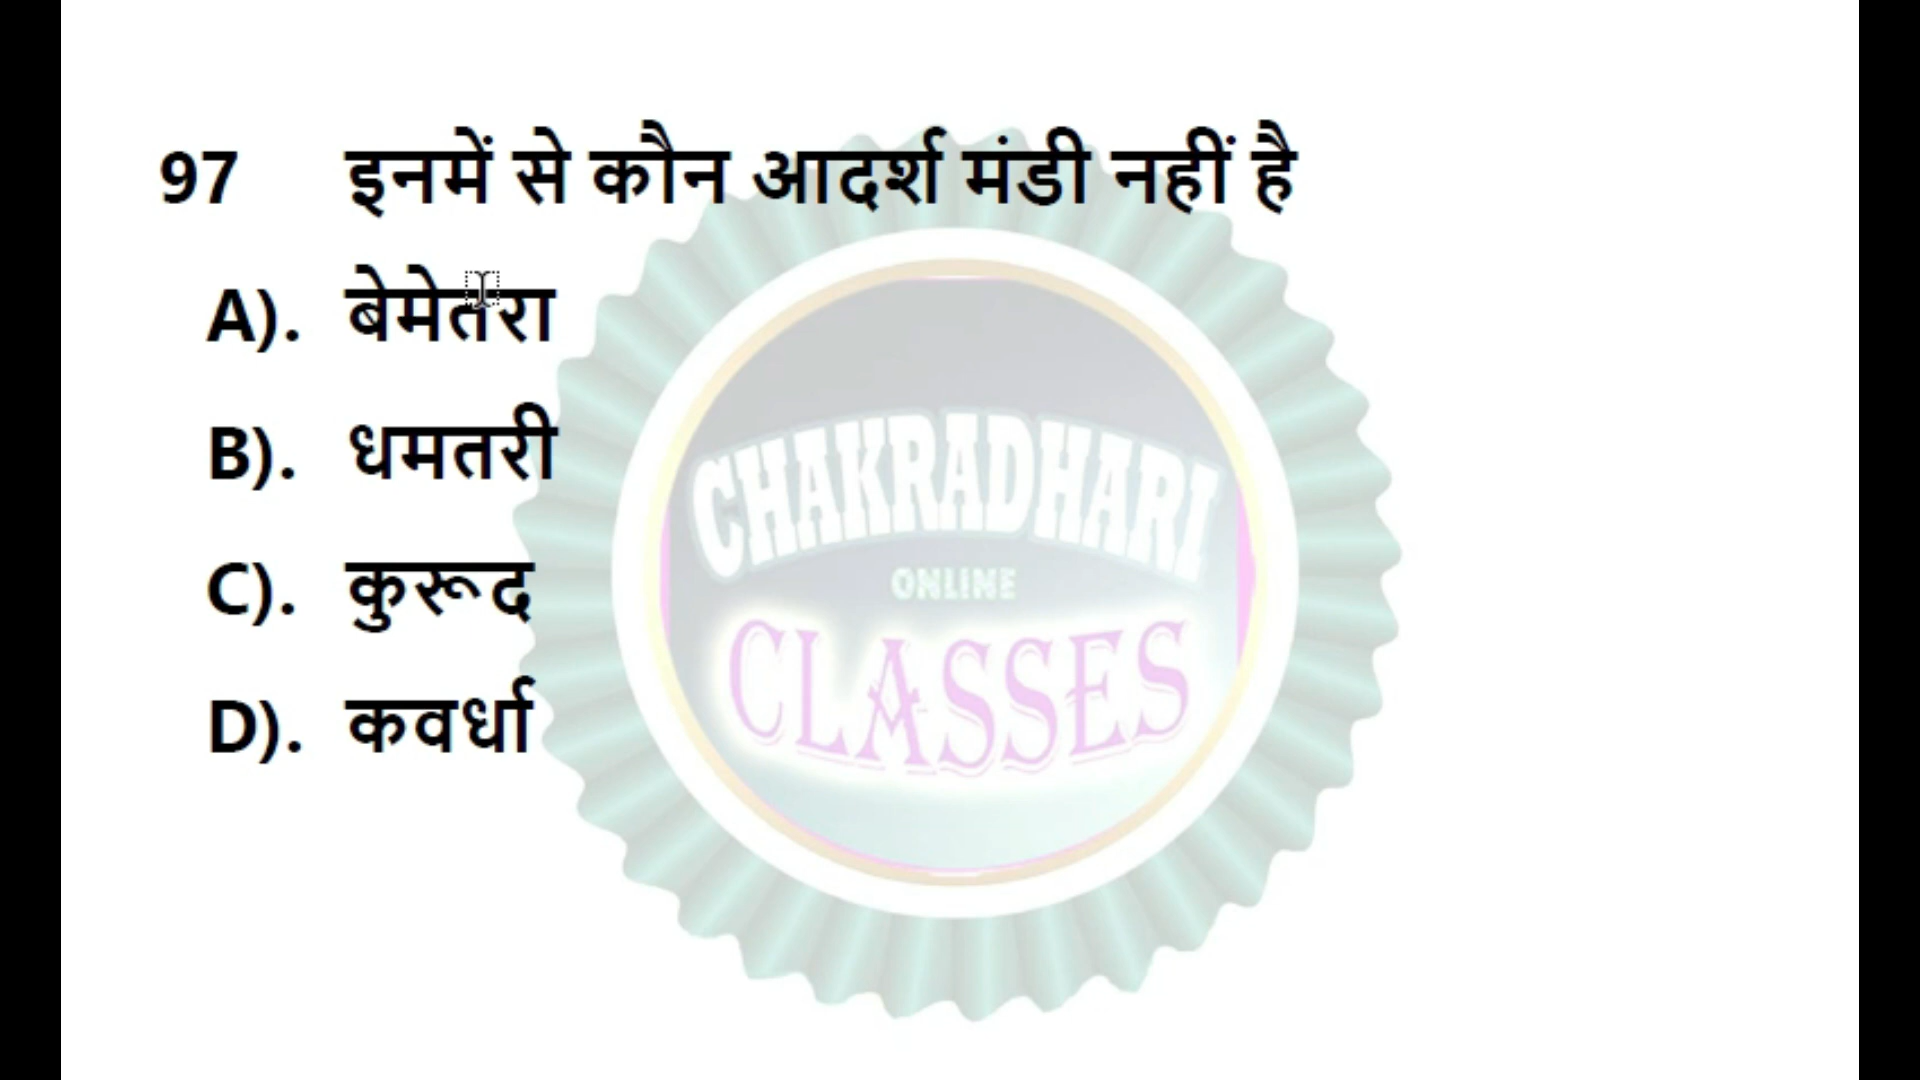 97 इनमें से कौन आदर्श मंडी नहीं है
A). बेमेतरा
B). धमतरी
C). कुरूद
D). कवर्धा
CHAKRADHARI
ONLINE
CLASSES